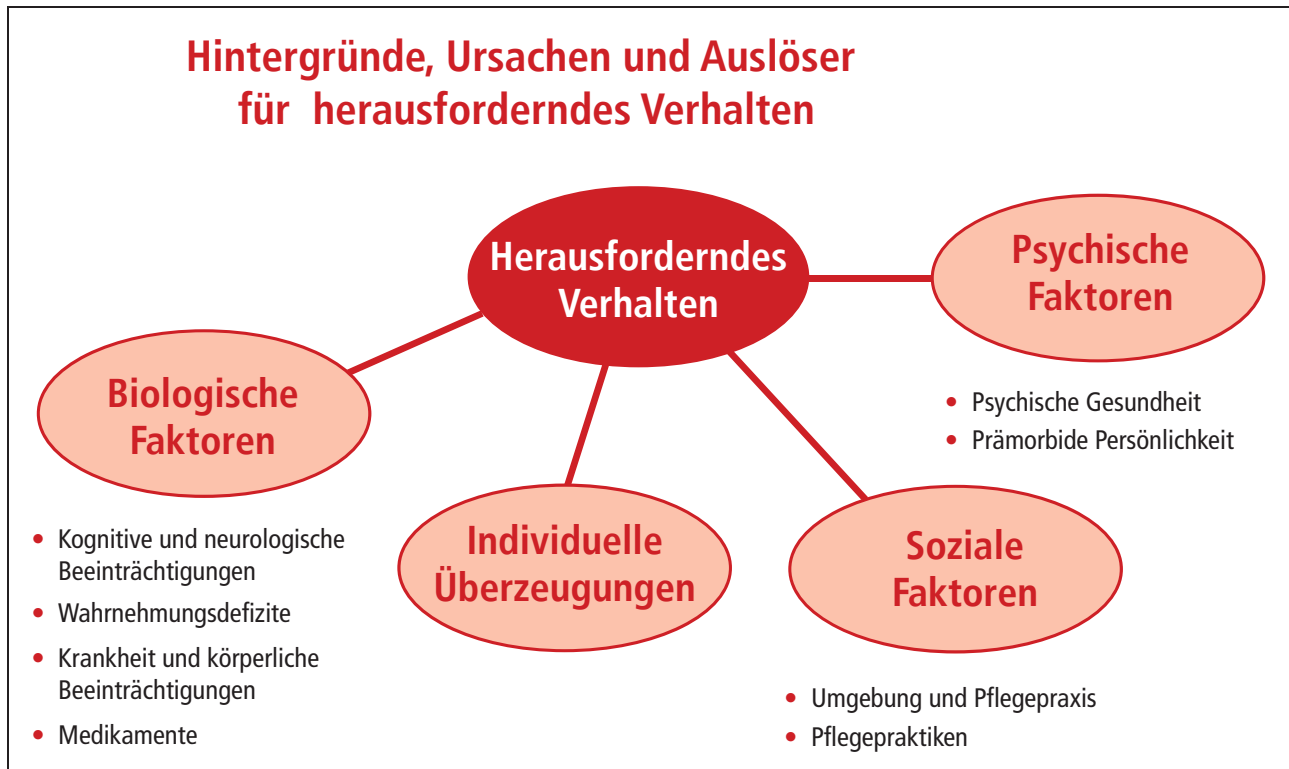 Hintergründe, Ursachen und Auslöser
für herausforderndes Verhalten
Herausforderndes
Verhalten
Psychische
Faktoren
• Psychische Gesundheit
• Prämorbide Persönlichkeit
Biologische
Faktoren
• Kognitive und neurologische
Beeinträchtigungen
• Wahrnehmungsdefizite
• Krankheit und körperliche
Beeinträchtigungen
• Medikamente
Individuelle
Überzeugungen
Soziale
Faktoren
• Umgebung und Pflegepraxis
• Pflegepraktiken